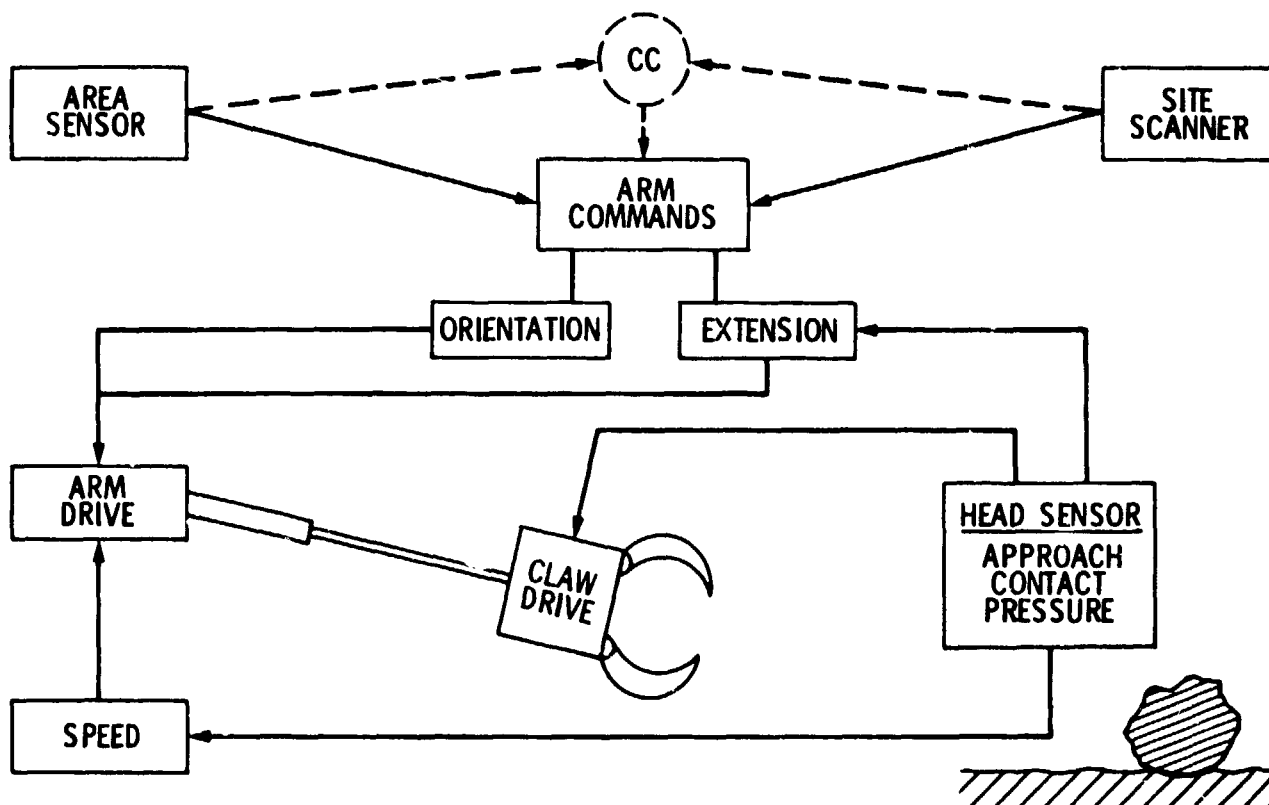 CC
AREA
SENSOR
SITE
SCANNER
ARM
COMMANDS
ORIENTATION
EXTENSION
ARM
DRIVE
HEAD SENSOR
APPROACH
CONTACT
PRESSURE
CLAW
DRIVE
SPEED